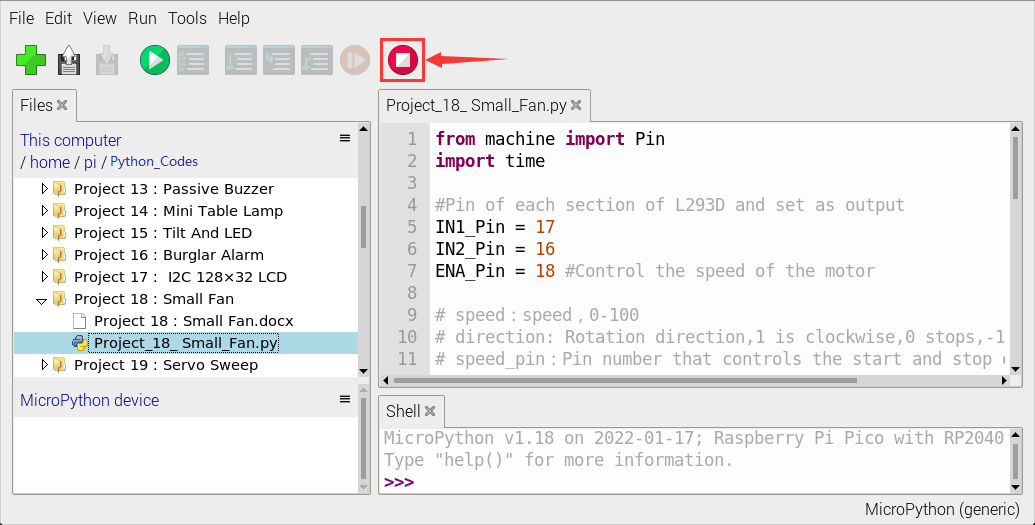 File Edit View Run Tools Help
Files
This computer
/ home / pi / Python_Codes
Project 13 : Passive Buzzer
Project 14 : Mini Table Lamp
Project 15 : Tilt And LED
Project 16 : Burglar Alarm
Project 17 : I2C 128×32 LCD
Project 18 : Small Fan
Project 18 : Small Fan.docx
Project_18_ Small_Fan.py
Project 19 : Servo Sweep
MicroPython device
Project_18_ Small_Fan.py
1 from machine import Pin
2 import time
3
4 #Pin of each section of L293D and set as output
5 IN1_Pin = 17
6 IN2_Pin = 16
7 ENA_Pin = 18 #Control the speed of the motor
8
9 # speed：speed，0-100
10 # direction: Rotation direction,1 is clockwise,0 stops,-1
11 # speed_pin：Pin number that controls the start and stop
Shell
MicroPython v1.18 on 2022-01-17; Raspberry Pi Pico with RP2040
Type "help()" for more information.
>>>
MicroPython (generic)